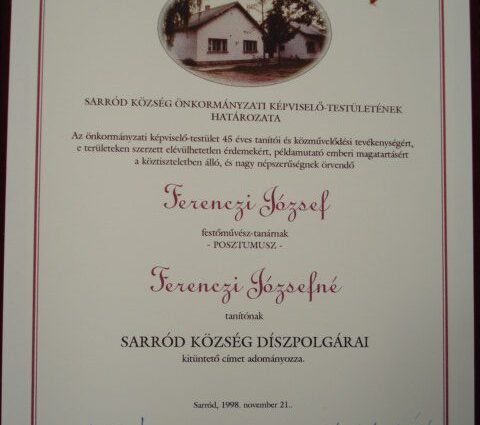 SARRÓD KÖZSÉG ÖNKORMÁNYZATI KÉPVISELŐ-TESTÜLETÉNEK
HATÁROZATA
Az önkormányzati képviselő-testület 45 éves tanítói és közművelődési tevékenységért,
e területeken szerzett elévülhetetlen érdemekért, példamutató emberi magatartásért
a köztiszteletben álló, és nagy népszerűségnek örvendő
Ferenczi József
festőművész-tanárnak
- POSZTUMUSZ -
Ferenczi Józsefné
tanítónak
SARRÓD KÖZSÉG DÍSZPOLGÁRAI
kitüntető címet adományozza.
Sarród, 1998. november 21..